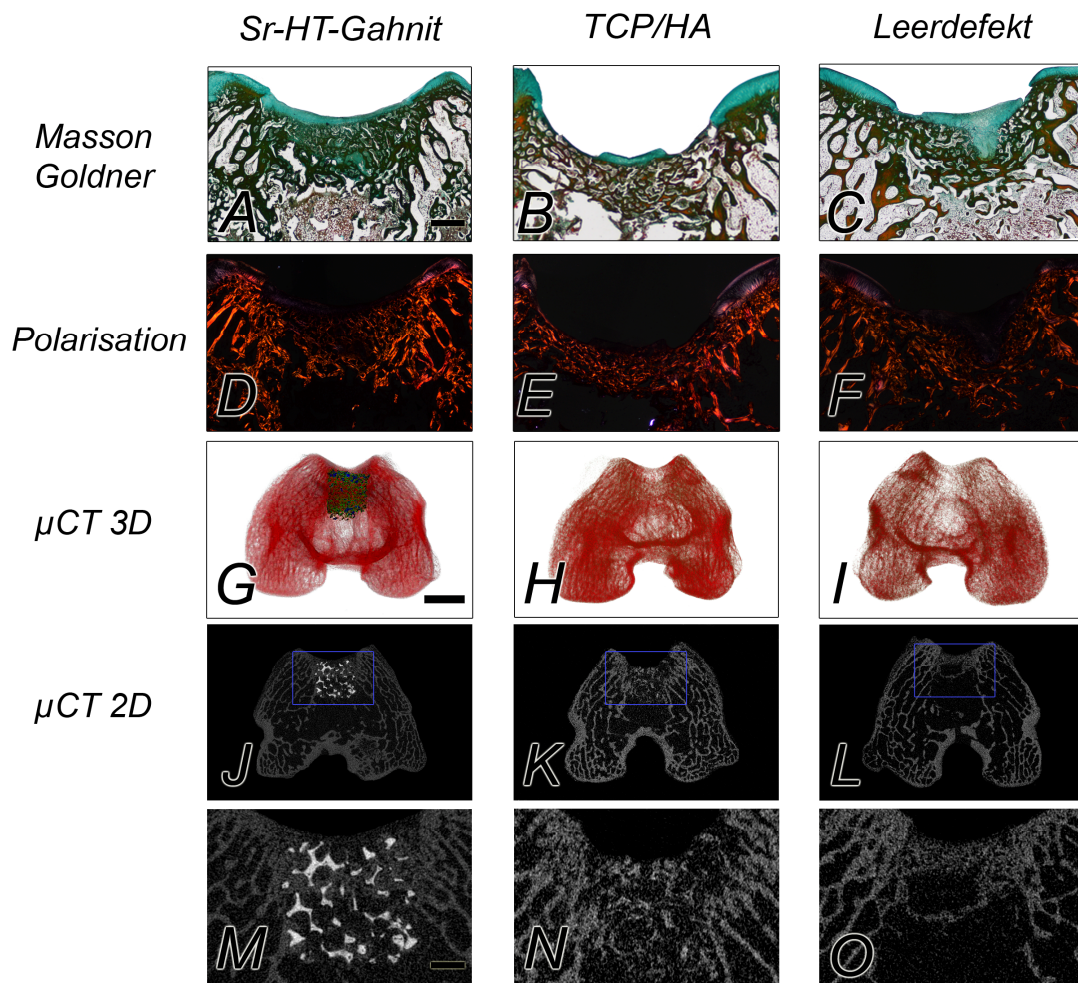 Sr-HT-Gahnit TCP/HA Leerdefekt
Masson
Goldner
A B C
Polarisation
D E F
µCT 3D
G H I
µCT 2D
J K L
M N O